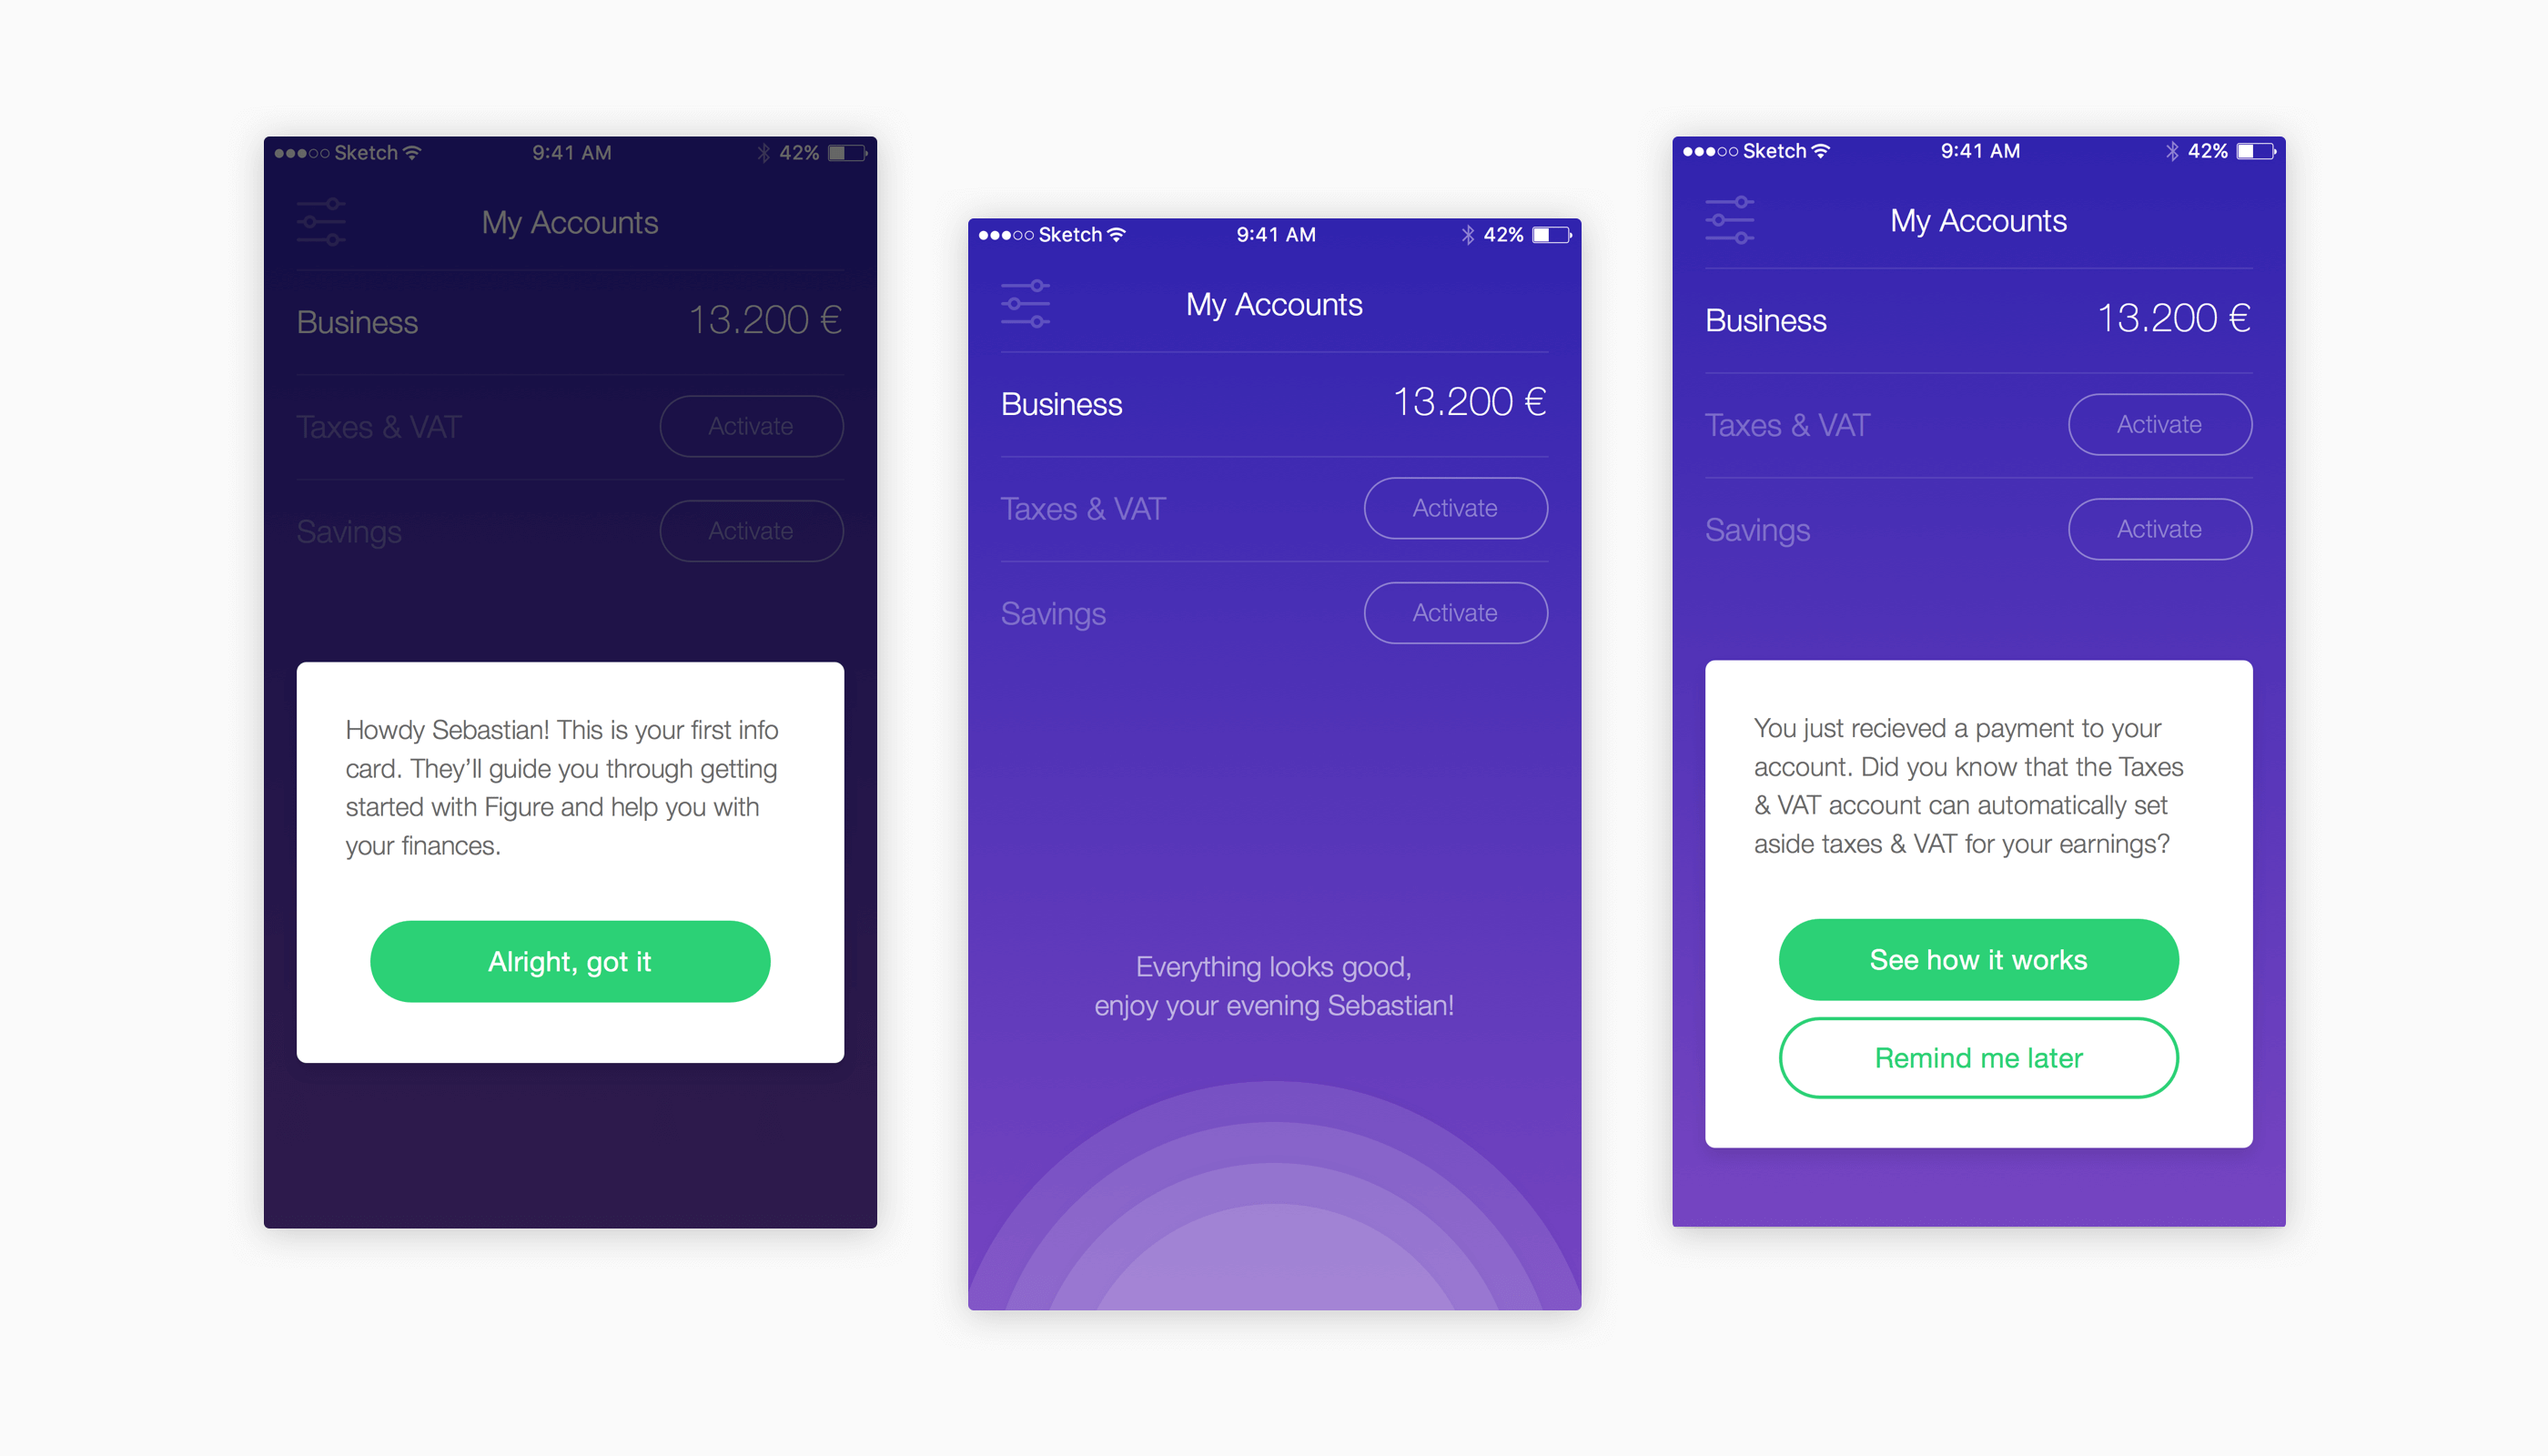 Sketch 9:41 AM 42%
My Accounts
Business 13.200 €
Taxes & VAT Activate
Savings Activate
Howdy Sebastian! This is your first info
card. They’ll guide you through getting
started with Figure and help you with
your finances.
Alright, got it
Sketch 9:41 AM 42%
My Accounts
Business 13.200 €
Taxes & VAT Activate
Savings Activate
Everything looks good,
enjoy your evening Sebastian!
Sketch 9:41 AM 42%
My Accounts
Business 13.200 €
Taxes & VAT Activate
Savings Activate
You just recieved a payment to your
account. Did you know that the Taxes
& VAT account can automatically set
aside taxes & VAT for your earnings?
See how it works
Remind me later